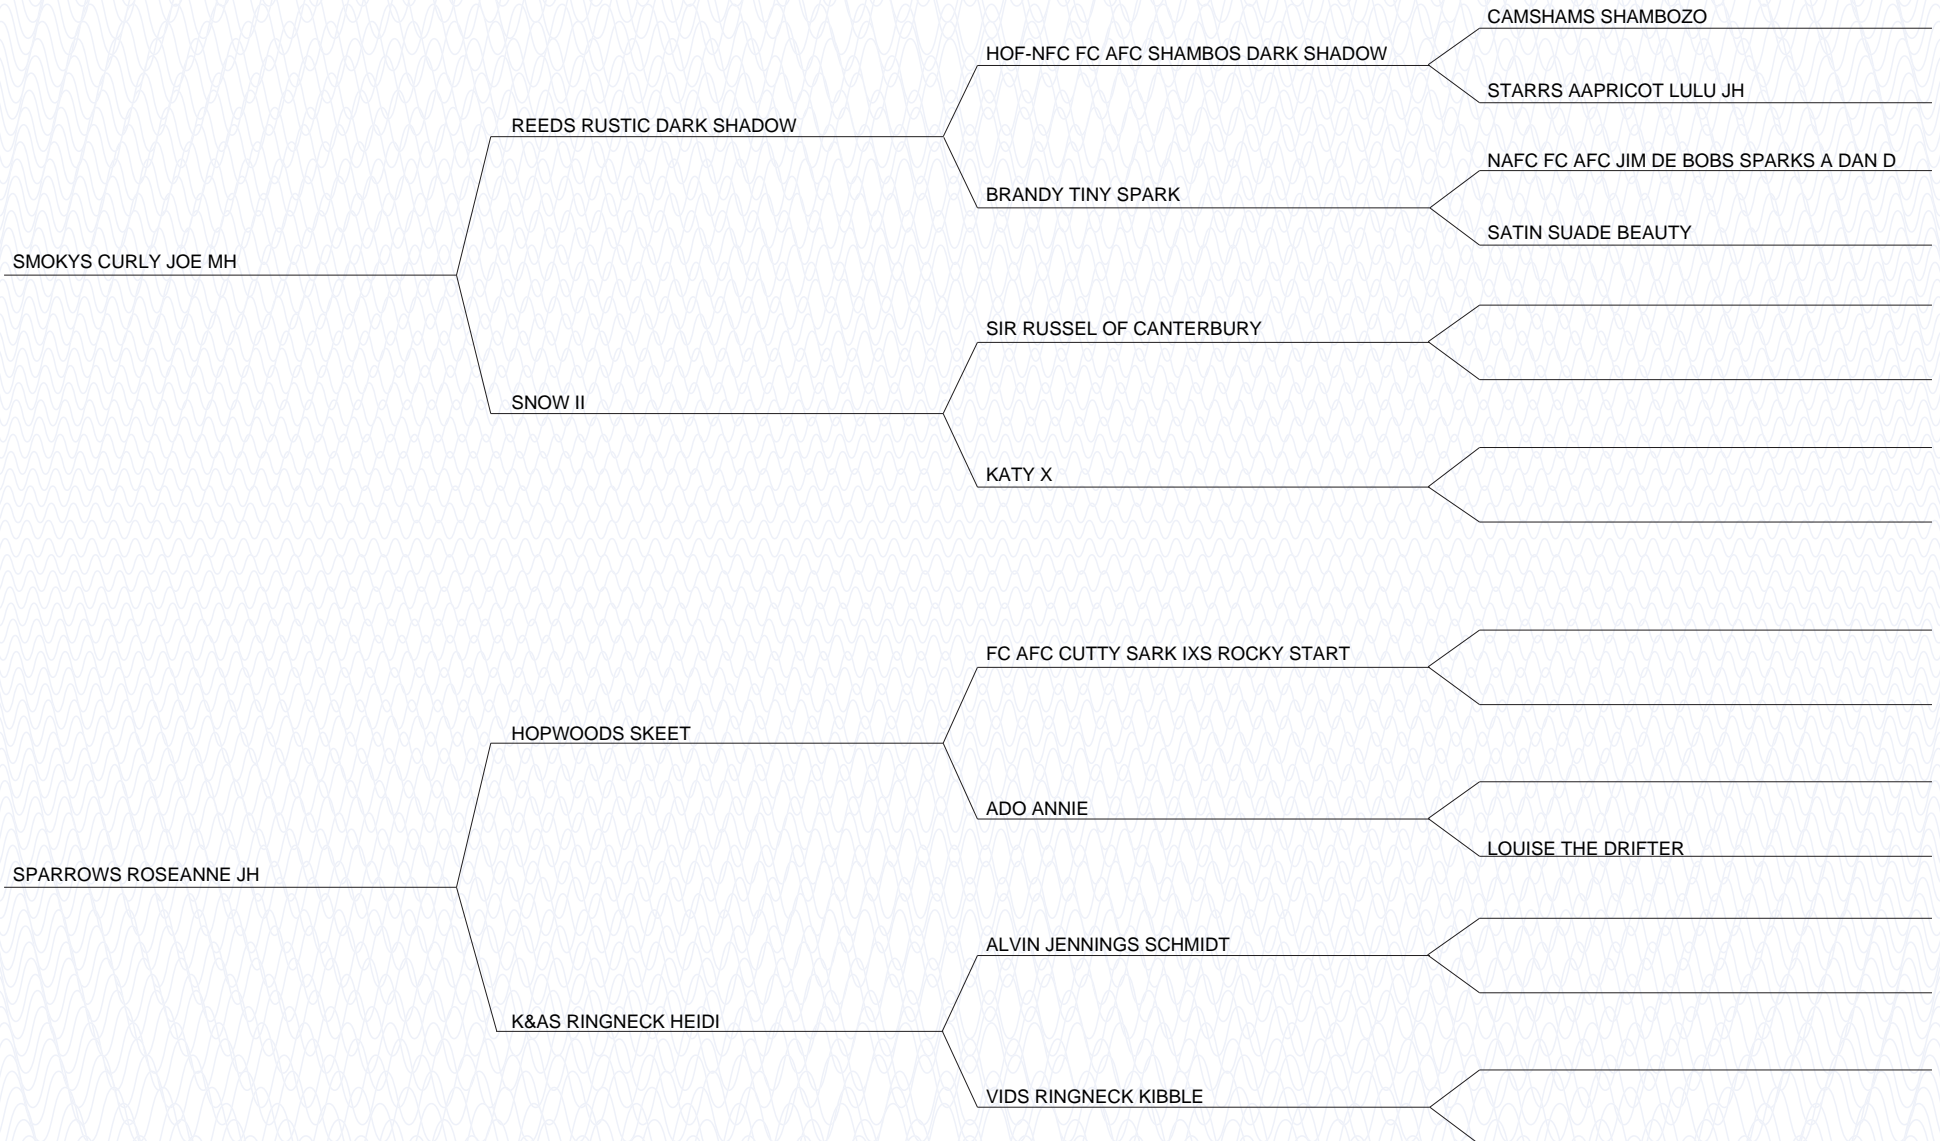 CAMSHAMS SHAMBOZO
HOF-NFC FC AFC SHAMBOS DARK SHADOW
STARRS AAPRICOT LULU JH
REEDS RUSTIC DARK SHADOW
NAFC FC AFC JIM DE BOBS SPARKS A DAN D
BRANDY TINY SPARK
SATIN SUADE BEAUTY
SMOKYS CURLY JOE MH
SIR RUSSEL OF CANTERBURY
SNOW II
KATY X
FC AFC CUTTY SARK IXS ROCKY START
HOPWOODS SKEET
ADO ANNIE
LOUISE THE DRIFTER
SPARROWS ROSEANNE JH
ALVIN JENNINGS SCHMIDT
K&AS RINGNECK HEIDI
VIDS RINGNECK KIBBLE